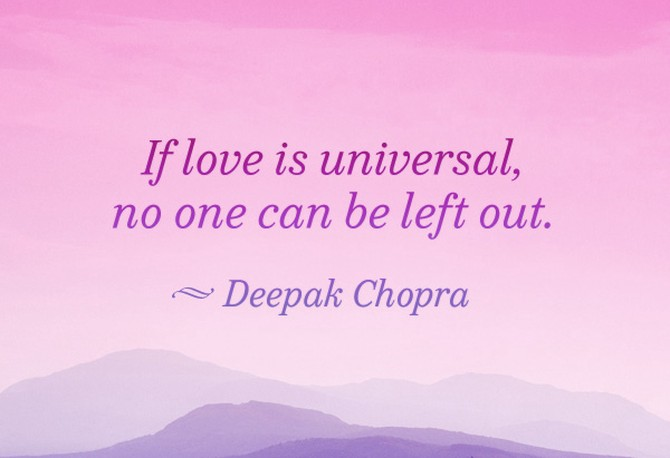 If love is universal,
no one can be left out.
~ Deepak Chopra